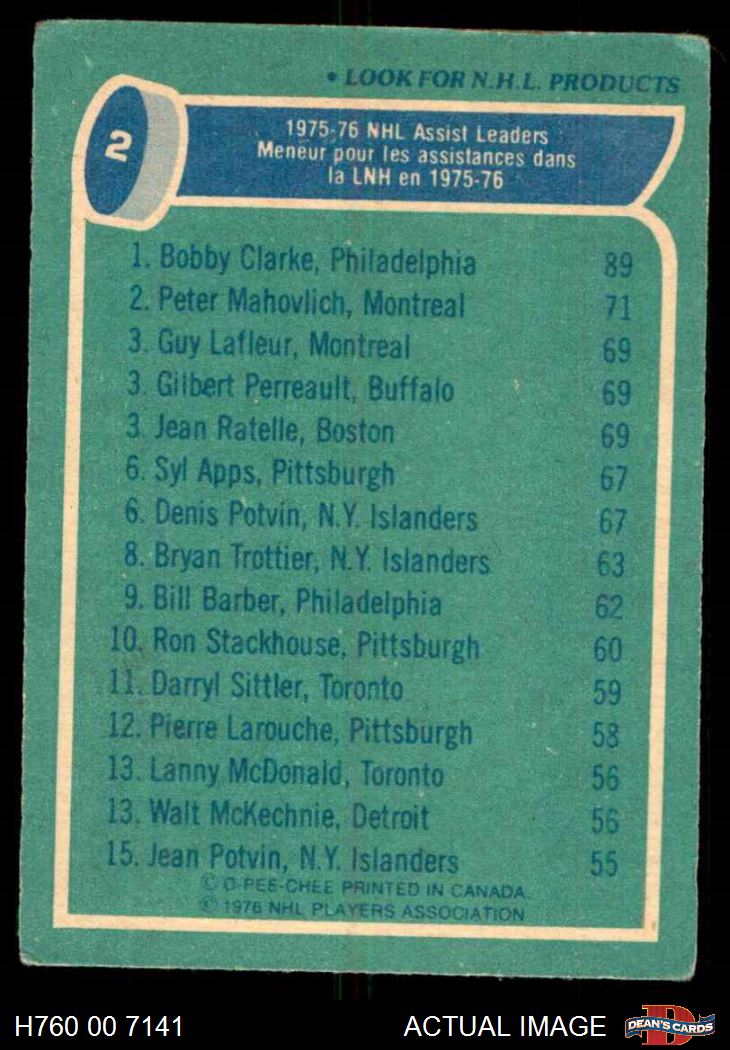 • LOOK FOR N.H.L. PRODUCTS
2
1975-76 NHL Assist Leaders
Meneur pour les assistances dans
la LNH en 1975-76
1. Bobby Clarke, Philadelphia 89
2. Peter Mahovlich, Montreal 71
3. Guy Lafleur, Montreal 69
3. Gilbert Perreault, Buffalo 69
3. Jean Ratelle, Boston 69
6. Syl Apps, Pittsburgh 67
6. Denis Potvin, N.Y. Islanders 67
8. Bryan Trottier, N.Y. Islanders 63
9. Bill Barber, Philadelphia 62
10. Ron Stackhouse, Pittsburgh 60
11. Darryl Sittler, Toronto 59
12. Pierre Larouche, Pittsburgh 58
13. Lanny McDonald, Toronto 56
13. Walt McKechnie, Detroit 56
15. Jean Potvin, N.Y. Islanders 55
© O-PEE-CHEE PRINTED IN CANADA
© 1976 NHL PLAYERS ASSOCIATION
H760 00 7141
ACTUAL IMAGE
D
DEAN'S CARDS